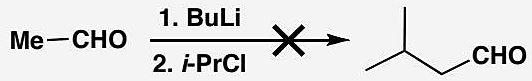 1. BuLi
Me—CHO
2. i-PrCl
CHO